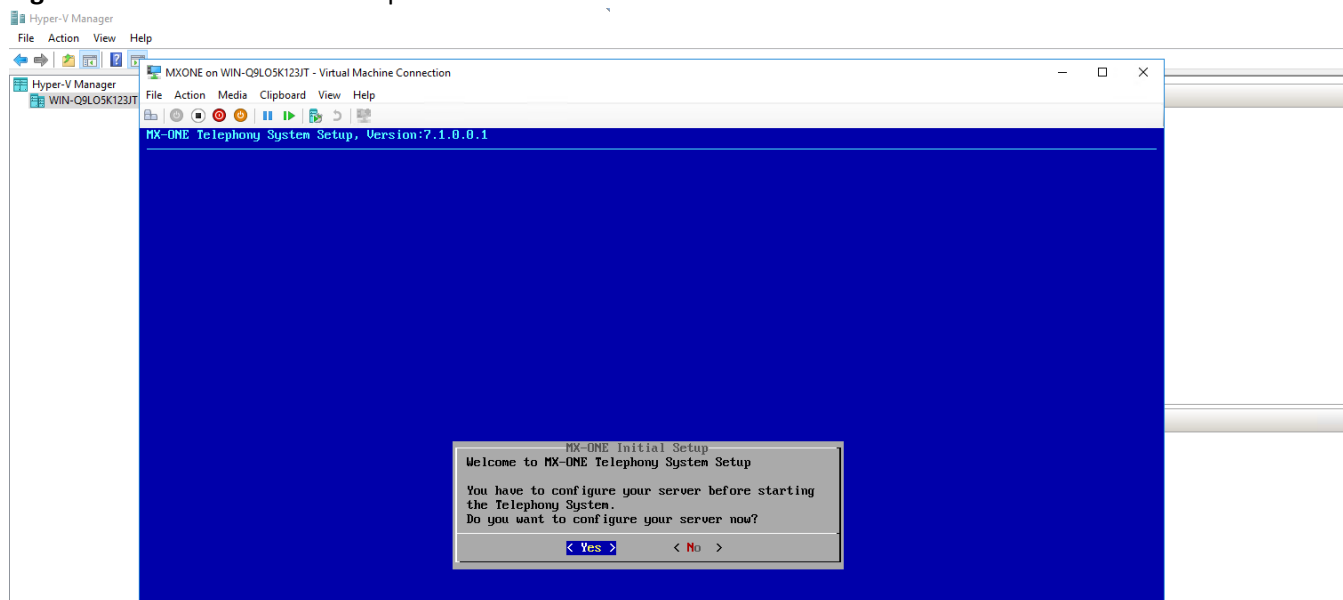 Hyper-V Manager
File Action View Help
Hyper-V Manager
WIN-Q9LO5K123JT
MXONE on WIN-Q9LO5K123JT - Virtual Machine Connection
File Action Media Clipboard View Help
MX-ONE Telephony System Setup, Version:7.1.0.0.1
MX-ONE Initial Setup
Welcome to MX-ONE Telephony System Setup
You have to configure your server before starting
the Telephony System.
Do you want to configure your server now?
< Yes > < No >